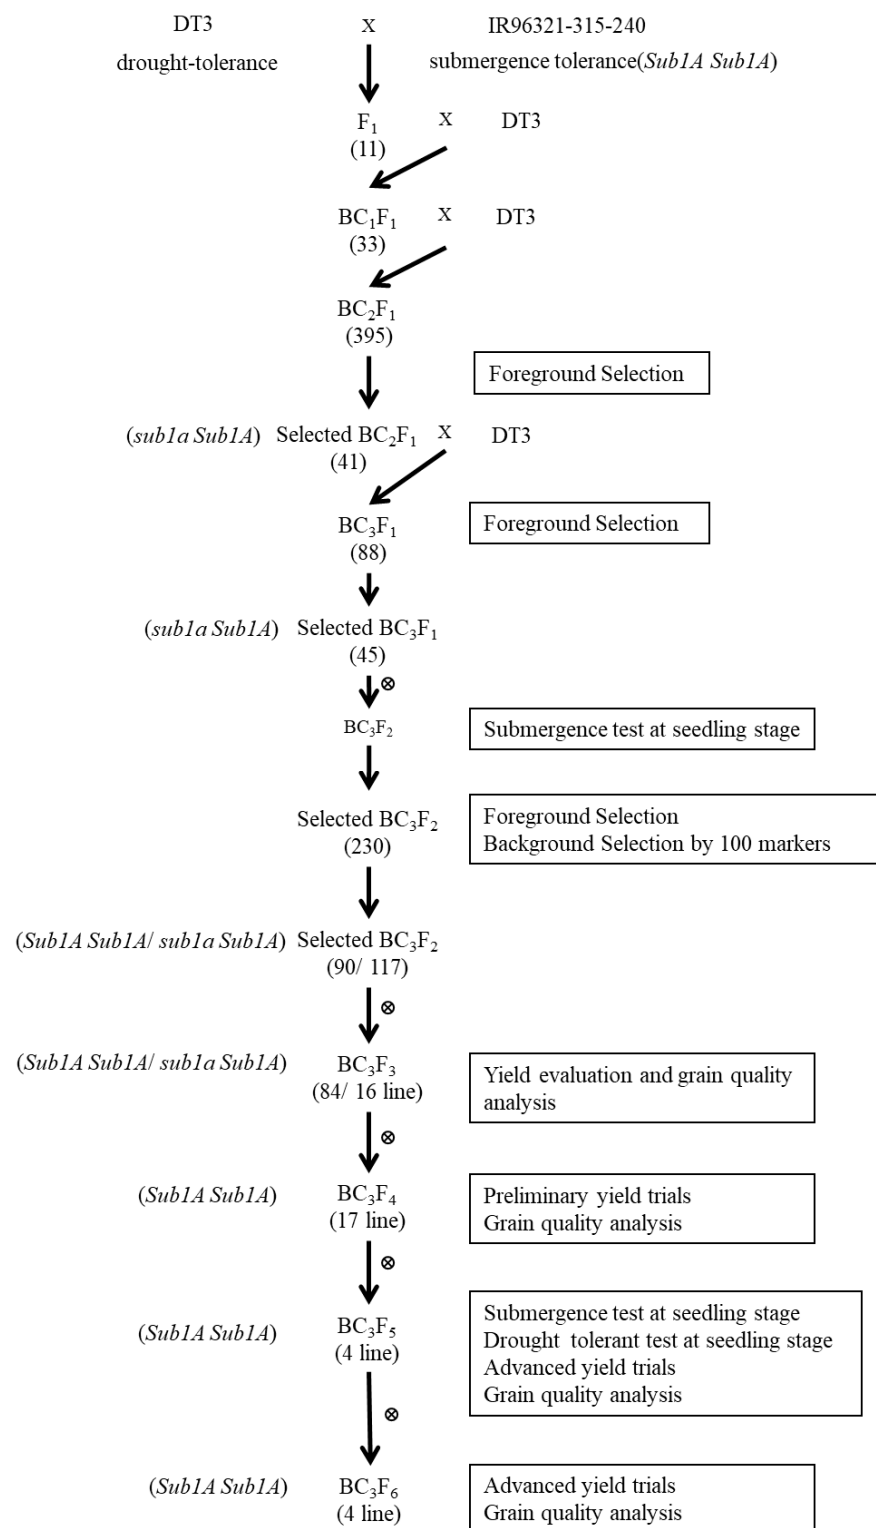 DT3 X IR96321-315-240
drought-tolerance submergence tolerance(Sub1A Sub1A)
F₁ X DT3
(11)
BC₁F₁ X DT3
(33)
BC₂F₁
(395)
Foreground Selection
(sub1a Sub1A) Selected BC₂F₁ X DT3
(41)
BC₃F₁ Foreground Selection
(88)
(sub1a Sub1A) Selected BC₃F₁
(45)
⊗
BC₃F₂ Submergence test at seedling stage
Selected BC₃F₂ Foreground Selection
(230) Background Selection by 100 markers
(Sub1A Sub1A/ sub1a Sub1A) Selected BC₃F₂
(90/ 117)
⊗
(Sub1A Sub1A/ sub1a Sub1A) BC₃F₃ Yield evaluation and grain quality
(84/ 16 line) analysis
⊗
(Sub1A Sub1A) BC₃F₄ Preliminary yield trials
(17 line) Grain quality analysis
⊗
Submergence test at seedling stage
(Sub1A Sub1A) BC₃F₅ Drought tolerant test at seedling stage
(4 line) Advanced yield trials
Grain quality analysis
⊗
(Sub1A Sub1A) BC₃F₆ Advanced yield trials
(4 line) Grain quality analysis